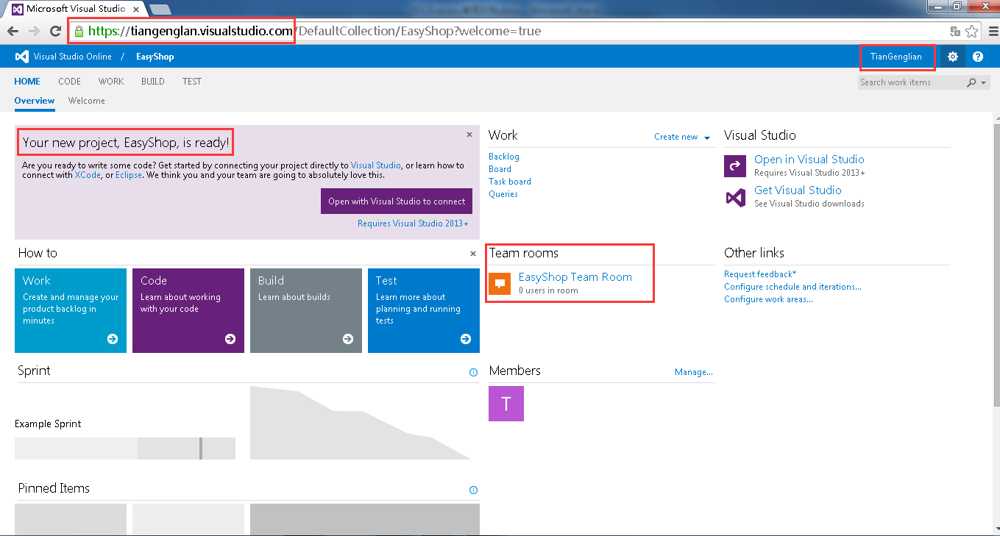 Microsoft Visual Studio
https://tiangenglan.visualstudio.com/DefaultCollection/EasyShop?welcome=true
Visual Studio Online / EasyShop
TianGenglian
HOME CODE WORK BUILD TEST
Search work items
Overview Welcome
Your new project, EasyShop, is ready!
Are you ready to write some code? Get started by connecting your project directly to Visual Studio, or learn how to
connect with XCode, or Eclipse. We think you and your team are going to absolutely love this.
Open with Visual Studio to connect
Requires Visual Studio 2013+
Work
Create new
Backlog
Board
Task board
Queries
Visual Studio
Open in Visual Studio
Requires Visual Studio 2013+
Get Visual Studio
See Visual Studio downloads
How to
Work
Create and manage your
product backlog in
minutes
Code
Learn about working
with your code
Build
Learn about builds
Test
Learn more about
planning and running
tests
Team rooms
EasyShop Team Room
0 users in room
Other links
Request feedback*
Configure schedule and iterations...
Configure work areas...
Sprint
Example Sprint
Members
Manage...
T
Pinned Items